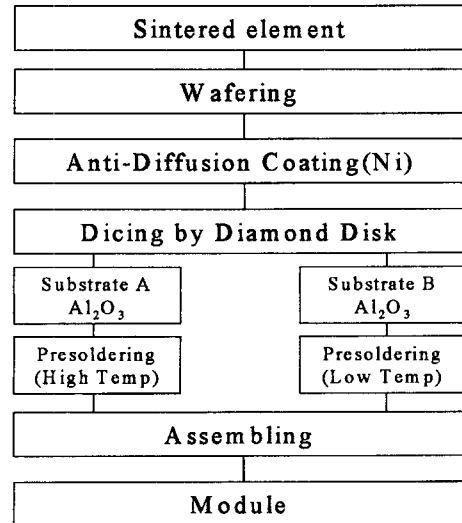 Sintered element
Wafering
Anti-Diffusion Coating(Ni)
Dicing by Diamond Disk
Substrate A
Al₂O₃
Substrate B
Al₂O₃
Presoldering
(High Temp)
Presoldering
(Low Temp)
Assembling
Module